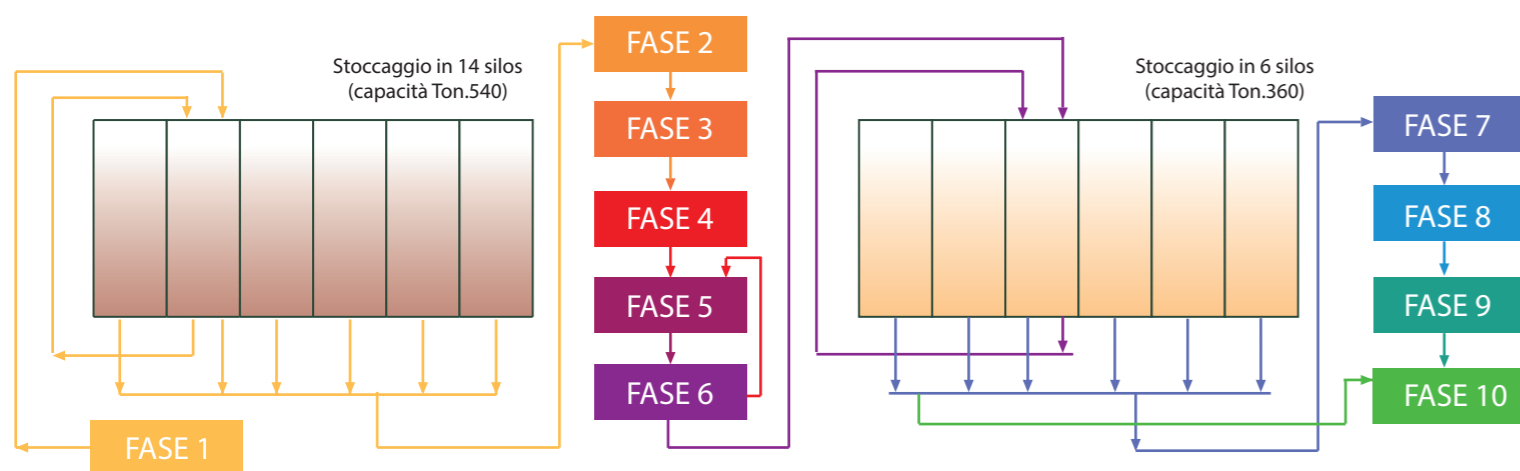 Stoccaggio in 14 silos
(capacità Ton.540)
FASE 1
FASE 2
FASE 3
FASE 4
FASE 5
FASE 6
Stoccaggio in 6 silos
(capacità Ton.360)
FASE 7
FASE 8
FASE 9
FASE 10